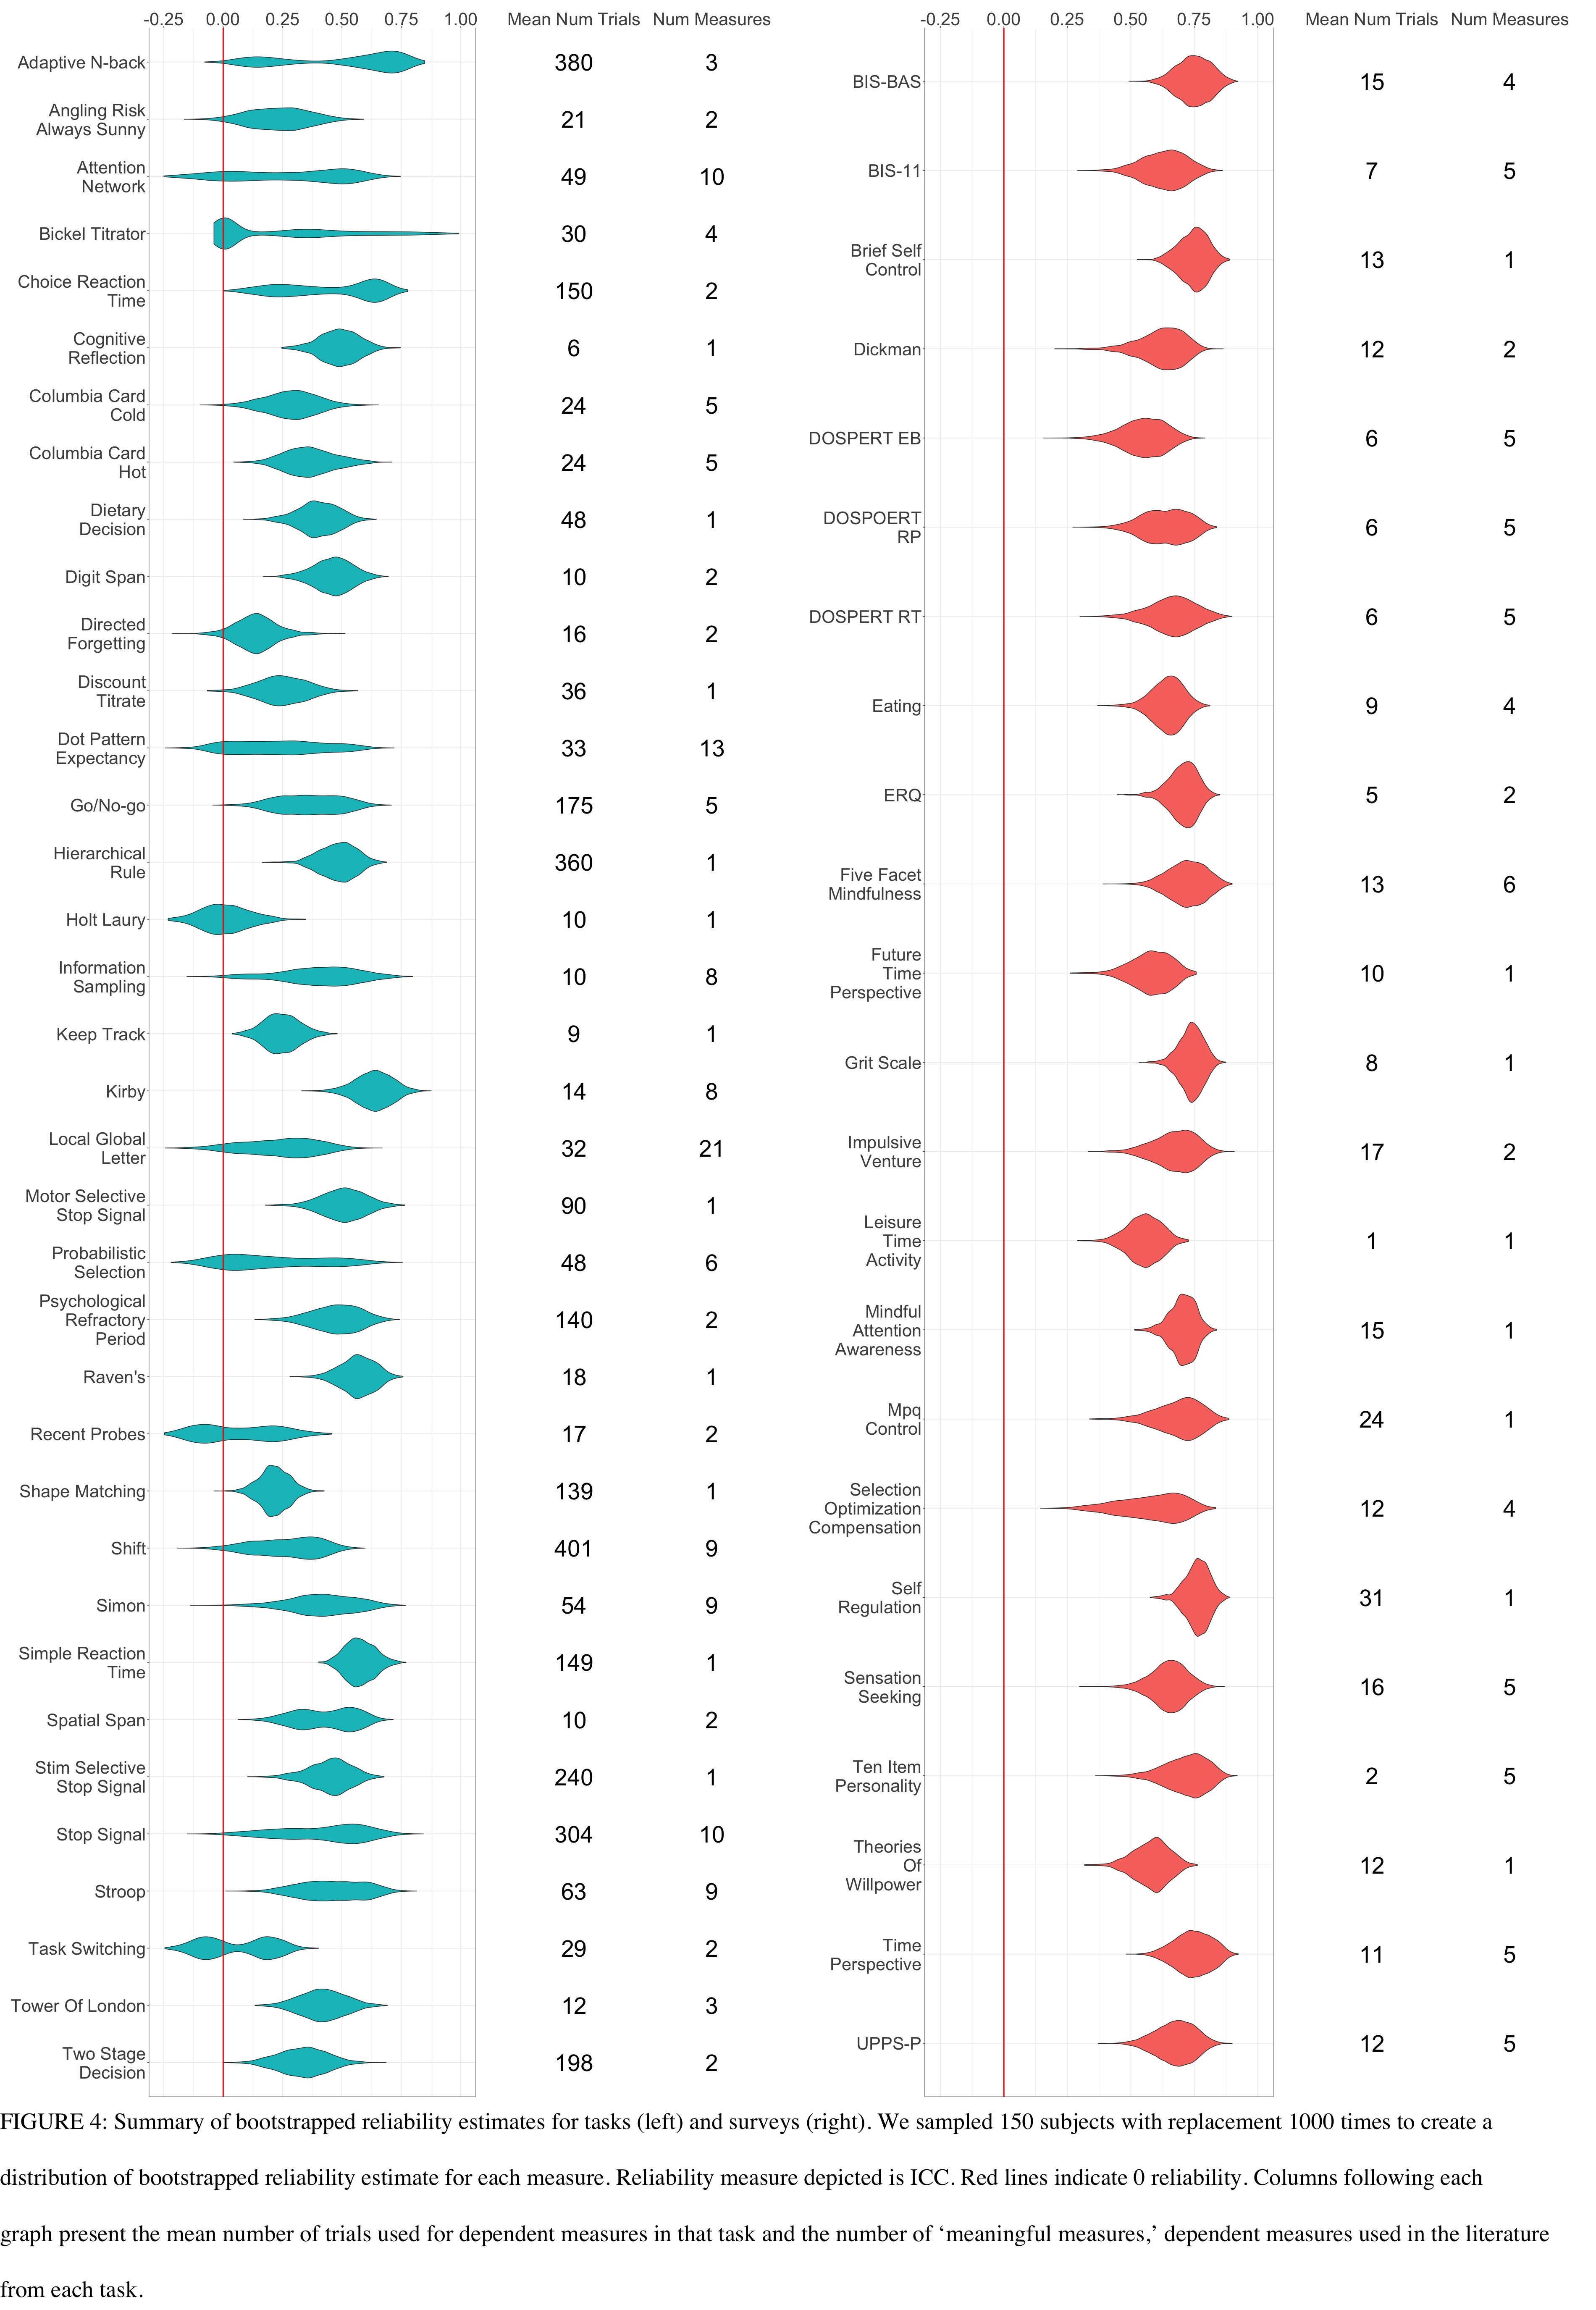 -0.25 0.00 0.25 0.50 0.75 1.00 Mean Num Trials Num Measures
Adaptive N-back 380 3
Angling Risk
Always Sunny 21 2
Attention
Network 49 10
Bickel Titrator 30 4
Choice Reaction
Time 150 2
Cognitive
Reflection 6 1
Columbia Card
Cold 24 5
Columbia Card
Hot 24 5
Dietary
Decision 48 1
Digit Span 10 2
Directed
Forgetting 16 2
Discount
Titrate 36 1
Dot Pattern
Expectancy 33 13
Go/No-go 175 5
Hierarchical
Rule 360 1
Holt Laury 10 1
Information
Sampling 10 8
Keep Track 9 1
Kirby 14 8
Local Global
Letter 32 21
Motor Selective
Stop Signal 90 1
Probabilistic
Selection 48 6
Psychological
Refractory
Period 140 2
Raven's 18 1
Recent Probes 17 2
Shape Matching 139 1
Shift 401 9
Simon 54 9
Simple Reaction
Time 149 1
Spatial Span 10 2
Stim Selective
Stop Signal 240 1
Stop Signal 304 10
Stroop 63 9
Task Switching 29 2
Tower Of London 12 3
Two Stage
Decision 198 2
-0.25 0.00 0.25 0.50 0.75 1.00 Mean Num Trials Num Measures
BIS-BAS 15 4
BIS-11 7 5
Brief Self
Control 13 1
Dickman 12 2
DOSPERT EB 6 5
DOSPOERT
RP 6 5
DOSPERT RT 6 5
Eating 9 4
ERQ 5 2
Five Facet
Mindfulness 13 6
Future
Time
Perspective 10 1
Grit Scale 8 1
Impulsive
Venture 17 2
Leisure
Time
Activity 1 1
Mindful
Attention
Awareness 15 1
Mpq
Control 24 1
Selection
Optimization
Compensation 12 4
Self
Regulation 31 1
Sensation
Seeking 16 5
Ten Item
Personality 2 5
Theories
Of
Willpower 12 1
Time
Perspective 11 5
UPPS-P 12 5
FIGURE 4: Summary of bootstrapped reliability estimates for tasks (left) and surveys (right). We sampled 150 subjects with replacement 1000 times to create a
distribution of bootstrapped reliability estimate for each measure. Reliability measure depicted is ICC. Red lines indicate 0 reliability. Columns following each
graph present the mean number of trials used for dependent measures in that task and the number of ‘meaningful measures,’ dependent measures used in the literature
from each task.